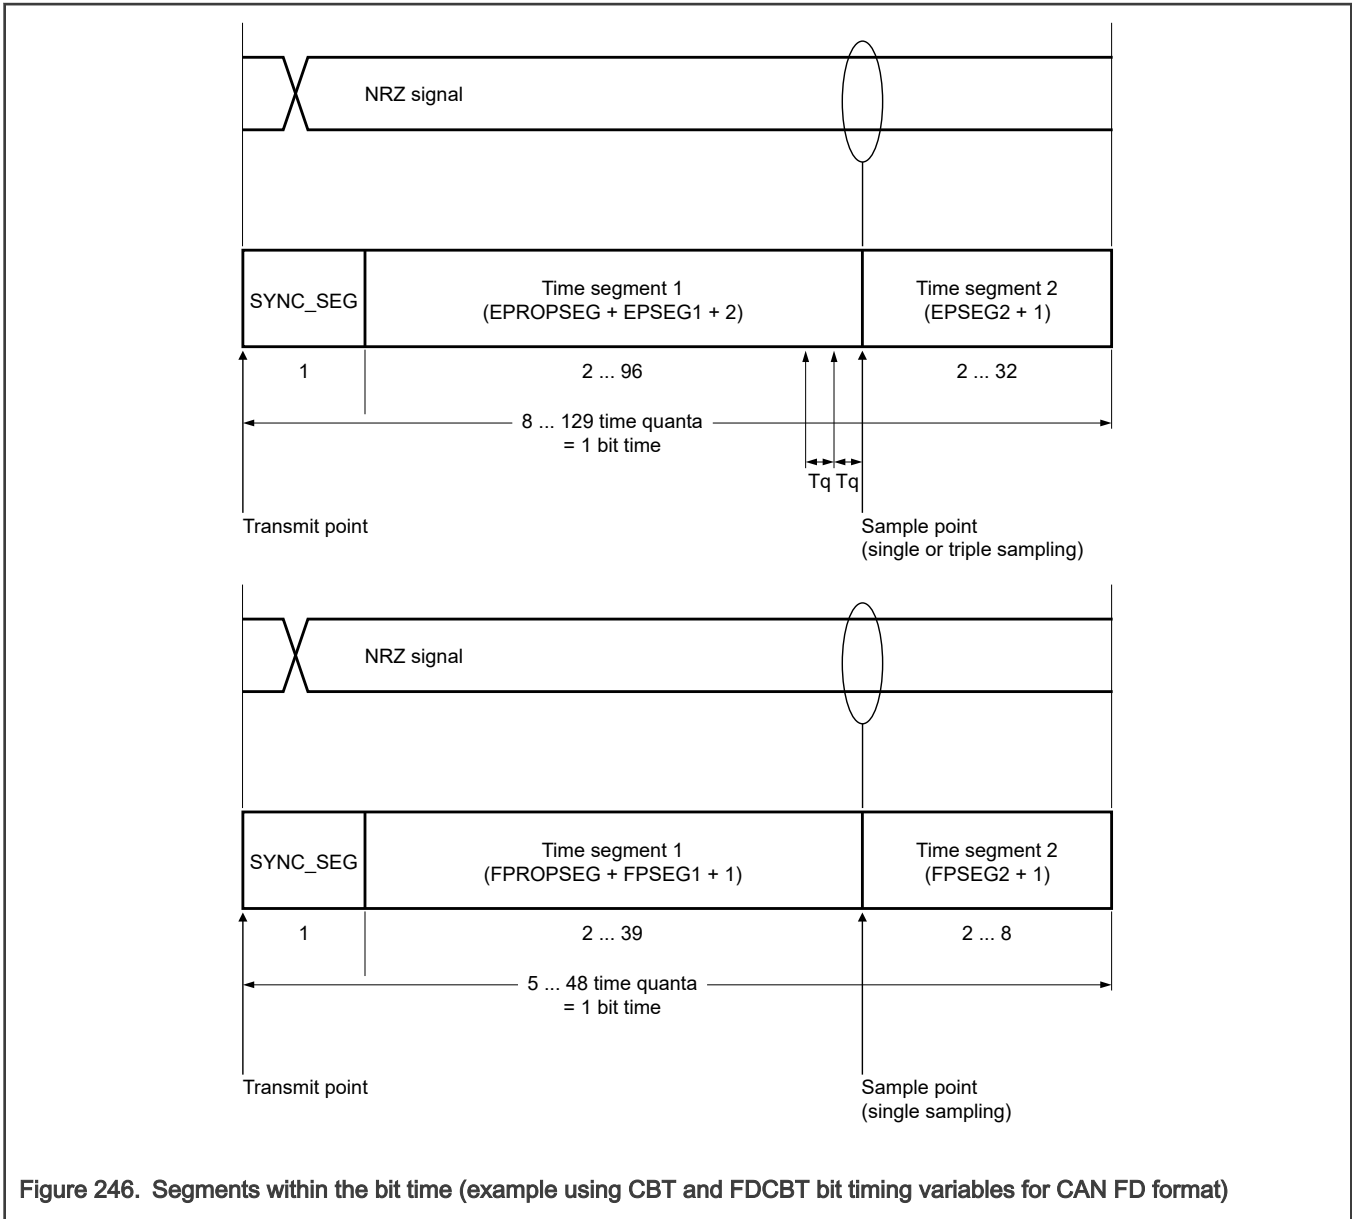 NRZ signal
SYNC_SEG
Time segment 1
(EPROPSEG + EPSEG1 + 2)
Time segment 2
(EPSEG2 + 1)
1
2 ... 96
2 ... 32
8 ... 129 time quanta
= 1 bit time
Tq Tq
Transmit point
Sample point
(single or triple sampling)
NRZ signal
SYNC_SEG
Time segment 1
(FPROPSEG + FPSEG1 + 1)
Time segment 2
(FPSEG2 + 1)
1
2 ... 39
2 ... 8
5 ... 48 time quanta
= 1 bit time
Transmit point
Sample point
(single sampling)
Figure 246. Segments within the bit time (example using CBT and FDCBT bit timing variables for CAN FD format)